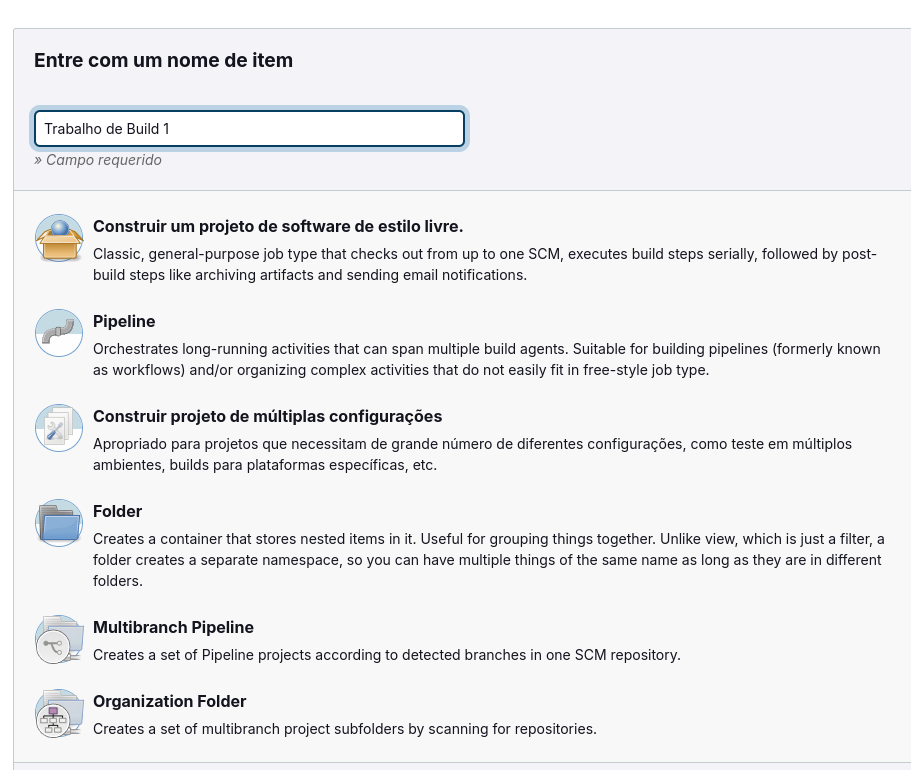 Entre com um nome de item
Trabalho de Build 1
» Campo requerido
Construir um projeto de software de estilo livre.
Classic, general-purpose job type that checks out from up to one SCM, executes build steps serially, followed by post-
build steps like archiving artifacts and sending email notifications.
Pipeline
Orchestrates long-running activities that can span multiple build agents. Suitable for building pipelines (formerly known
as workflows) and/or organizing complex activities that do not easily fit in free-style job type.
Construir projeto de múltiplas configurações
Apropriado para projetos que necessitam de grande número de diferentes configurações, como teste em múltiplos
ambientes, builds para plataformas específicas, etc.
Folder
Creates a container that stores nested items in it. Useful for grouping things together. Unlike view, which is just a filter, a
folder creates a separate namespace, so you can have multiple things of the same name as long as they are in different
folders.
Multibranch Pipeline
Creates a set of Pipeline projects according to detected branches in one SCM repository.
Organization Folder
Creates a set of multibranch project subfolders by scanning for repositories.